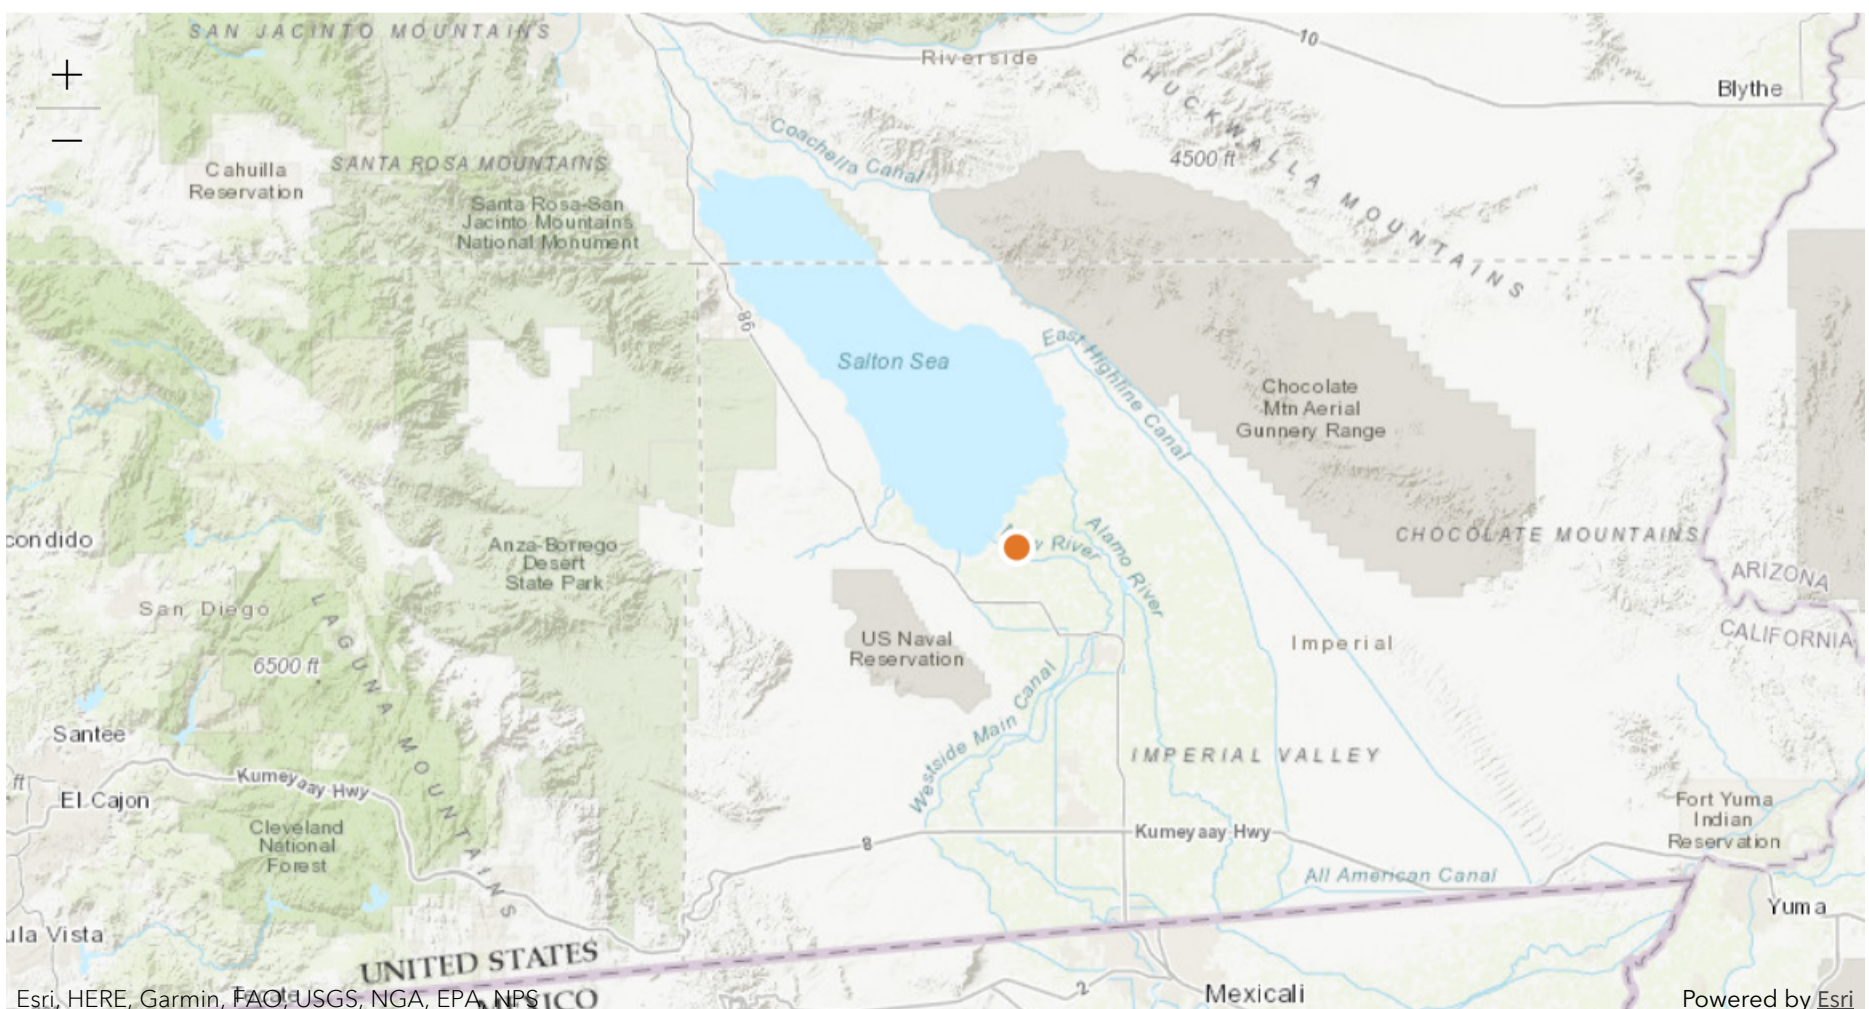 SAN JACINTO MOUNTAINS
10
Riverside
CHUCKWALLA MOUNTAINS
+
−
Blythe
Coachella Canal
Cahuilla
Reservation
SANTA ROSA MOUNTAINS
4500 ft
Santa Rosa-San
Jacinto Mountains
National Monument
86
Salton Sea
East Highline Canal
Chocolate
Mtn Aerial
Gunnery Range
condido
Anza-Borrego
Desert
State Park
River
Alamo River
CHOCOLATE MOUNTAINS
ARIZONA
CALIFORNIA
San Diego
LAGUNA MOUNTAINS
6500 ft
US Naval
Reservation
Imperial
Westside Main Canal
Santee
IMPERIAL VALLEY
ft
El Cajon
Kumeyaay Hwy
Cleveland
National
Forest
8
Kumeyaay Hwy
Fort Yuma
Indian
Reservation
All American Canal
Yuma
ula Vista
UNITED STATES
Mexicali
2
Esri, HERE, Garmin, FAO, USGS, NGA, EPA, NPS
Powered by Esri